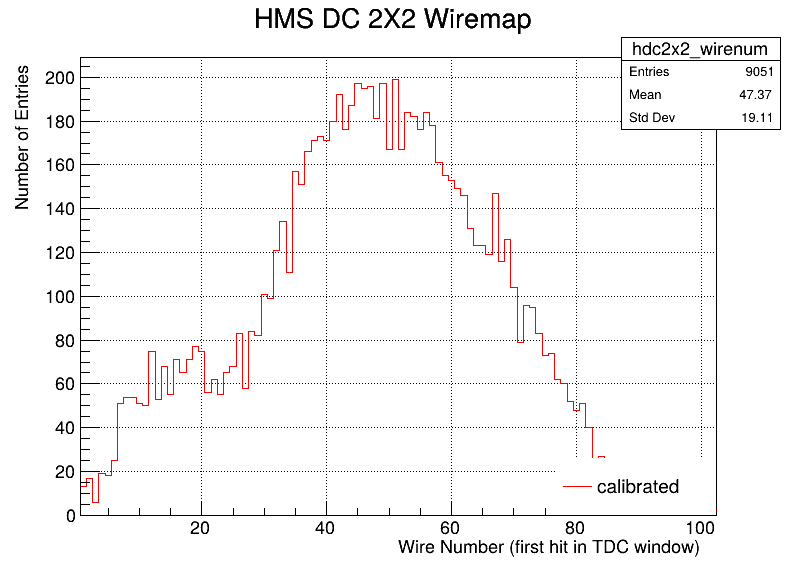 HMS DC 2X2 Wiremap
hdc2x2_wirenum
Entries 9051
Mean 47.37
Std Dev 19.11
Number of Entries
200
180
160
140
120
100
80
60
40
20
0
calibrated
20 40 60 80 100
Wire Number (first hit in TDC window)